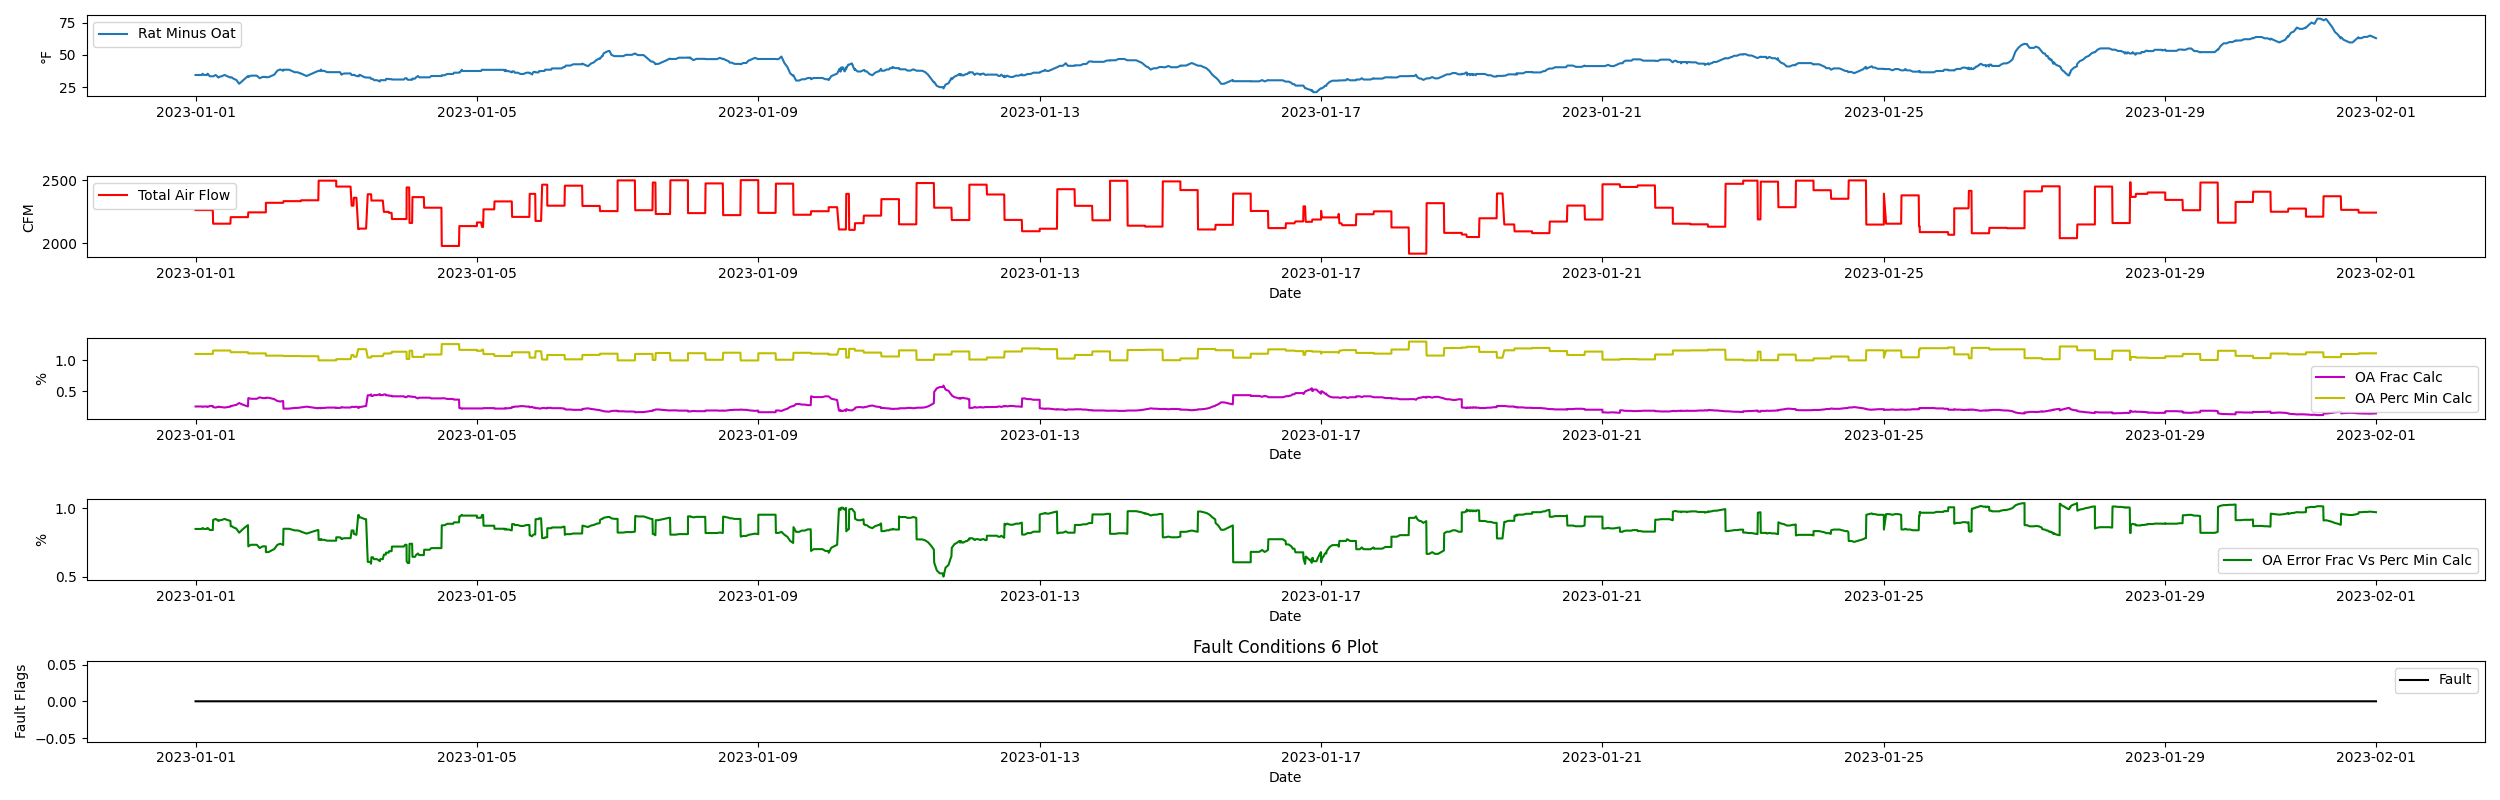 75
50
25
°F
Rat Minus Oat
2023-01-01 2023-01-05 2023-01-09 2023-01-13 2023-01-17 2023-01-21 2023-01-25 2023-01-29 2023-02-01
2500
2000
CFM
Total Air Flow
2023-01-01 2023-01-05 2023-01-09 2023-01-13 2023-01-17 2023-01-21 2023-01-25 2023-01-29 2023-02-01
Date
1.0
0.5
%
OA Frac Calc
OA Perc Min Calc
2023-01-01 2023-01-05 2023-01-09 2023-01-13 2023-01-17 2023-01-21 2023-01-25 2023-01-29 2023-02-01
Date
1.0
0.5
%
OA Error Frac Vs Perc Min Calc
2023-01-01 2023-01-05 2023-01-09 2023-01-13 2023-01-17 2023-01-21 2023-01-25 2023-01-29 2023-02-01
Date
Fault Conditions 6 Plot
0.05
0.00
−0.05
Fault Flags
Fault
2023-01-01 2023-01-05 2023-01-09 2023-01-13 2023-01-17 2023-01-21 2023-01-25 2023-01-29 2023-02-01
Date